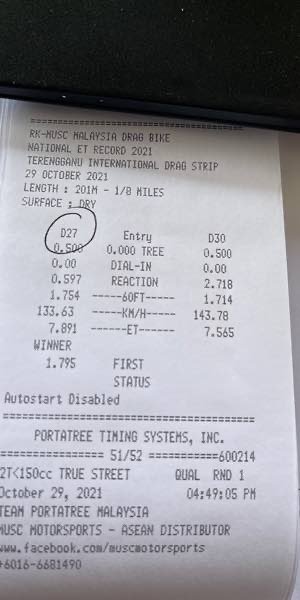 RK-MUSC MALAYSIA DRAG BIKE
NATIONAL ET RECORD 2021
TERENGGANU INTERNATIONAL DRAG STRIP
29 OCTOBER 2021
LENGTH : 201M - 1/8 MILES
SURFACE : DRY
D27 Entry D30
0.500 0.000 TREE 0.500
0.00 DIAL-IN 0.00
0.597 REACTION 2.718
1.754 -----60FT----- 1.714
133.63 -----KM/H----- 143.78
7.891 ------ET------ 7.565
WINNER
1.795 FIRST
STATUS
Autostart Disabled
PORTATREE TIMING SYSTEMS, INC.
================ 51/52 ===========600214
2T<150cc TRUE STREET QUAL RND 1
October 29, 2021 04:49:05 PM
TEAM PORTATREE MALAYSIA
MUSC MOTORSPORTS - ASEAN DISTRIBUTOR
www.facebook.com/muscmotorsports
+6016-6681490